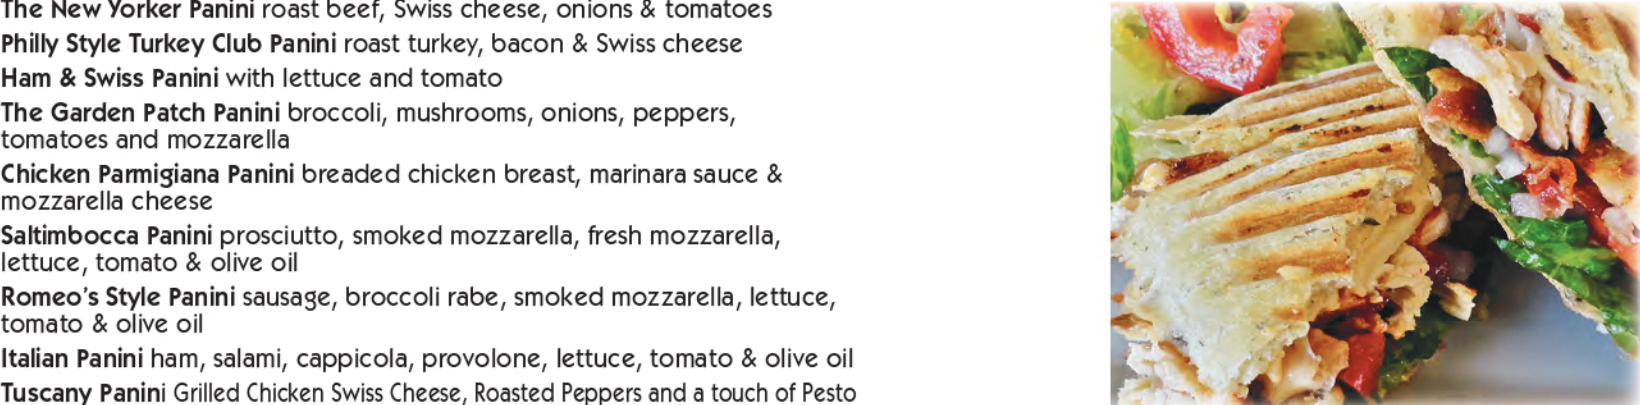 The New Yorker Panini roast beef, Swiss cheese, onions & tomatoes
Philly Style Turkey Club Panini roast turkey, bacon & Swiss cheese
Ham & Swiss Panini with lettuce and tomato
The Garden Patch Panini broccoli, mushrooms, onions, peppers,
tomatoes and mozzarella
Chicken Parmigiana Panini breaded chicken breast, marinara sauce &
mozzarella cheese
Saltimbocca Panini prosciutto, smoked mozzarella, fresh mozzarella,
lettuce, tomato & olive oil
Romeo's Style Panini sausage, broccoli rabe, smoked mozzarella, lettuce,
tomato & olive oil
Italian Panini ham, salami, cappicola, provolone, lettuce, tomato & olive oil
Tuscany Panini Grilled Chicken Swiss Cheese, Roasted Peppers and a touch of Pesto